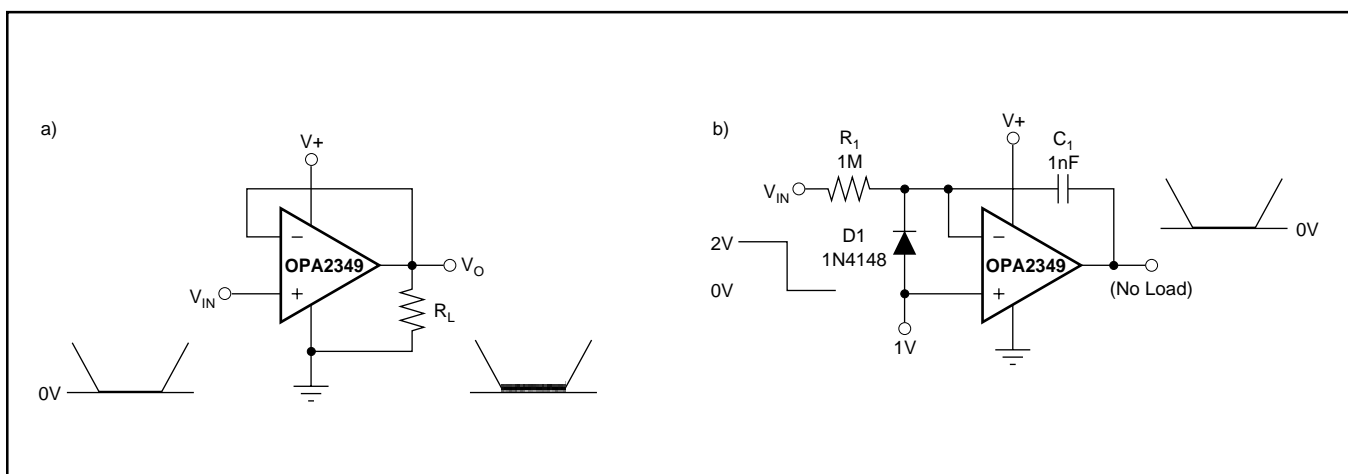 a)
V+
−
OPA2349
+
V_IN
V_O
R_L
0V
b)
V+
R_1
1M
C_1
1nF
V_IN
2V
0V
D1
1N4148
−
OPA2349
+
1V
(No Load)
0V